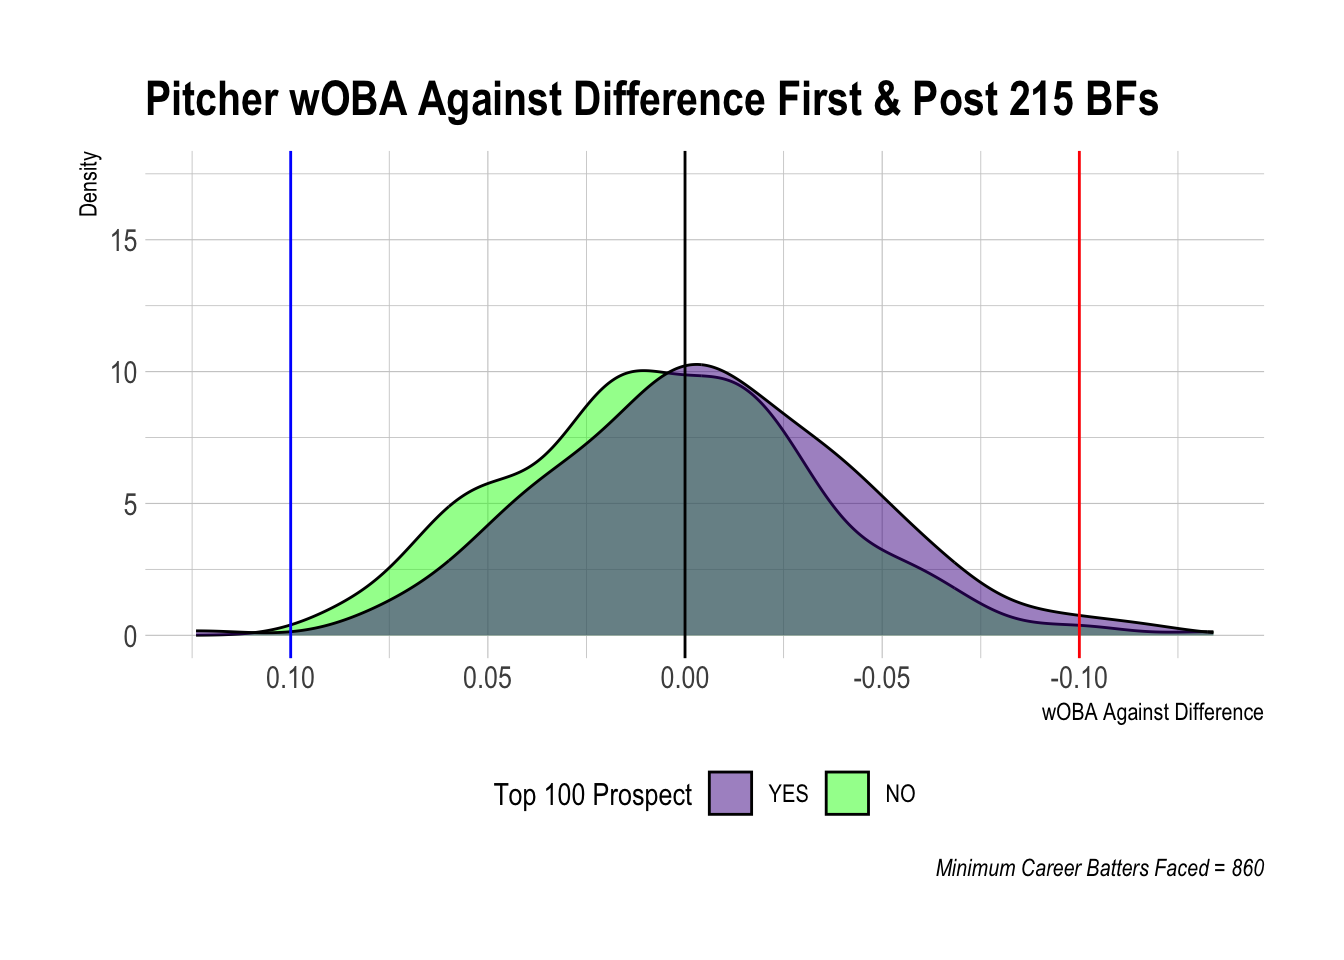 Pitcher wOBA Against Difference First & Post 215 BFs
Density
15
10
5
0
0.10 0.05 0.00 -0.05 -0.10
wOBA Against Difference
Top 100 Prospect YES NO
Minimum Career Batters Faced = 860